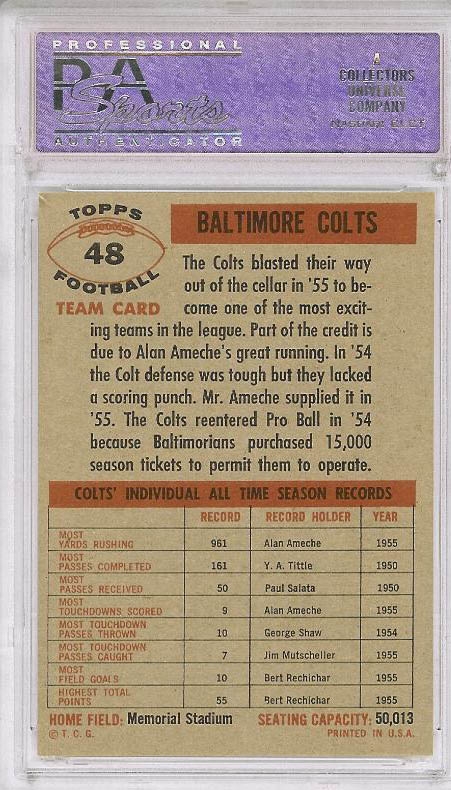 PROFESSIONAL
PSA
Sports
AUTHENTICATOR
A
COLLECTORS
UNIVERSE
COMPANY
NASDAQ: CLCT
TOPPS
48
FOOTBALL
TEAM CARD
BALTIMORE COLTS
The Colts blasted their way
out of the cellar in '55 to be-
come one of the most excit-
ing teams in the league. Part of the credit is
due to Alan Ameche's great running. In '54
the Colt defense was tough but they lacked
a scoring punch. Mr. Ameche supplied it in
'55. The Colts reentered Pro Ball in '54
because Baltimorians purchased 15,000
season tickets to permit them to operate.
COLTS' INDIVIDUAL ALL TIME SEASON RECORDS
RECORD RECORD HOLDER YEAR
MOST
YARDS RUSHING 961 Alan Ameche 1955
MOST
PASSES COMPLETED 161 Y. A. Tittle 1950
MOST
PASSES RECEIVED 50 Paul Salata 1950
MOST
TOUCHDOWNS SCORED 9 Alan Ameche 1955
MOST TOUCHDOWN
PASSES THROWN 10 George Shaw 1954
MOST TOUCHDOWN
PASSES CAUGHT 7 Jim Mutscheller 1955
MOST
FIELD GOALS 10 Bert Rechichar 1955
HIGHEST TOTAL
POINTS 55 Bert Rechichar 1955
HOME FIELD: Memorial Stadium SEATING CAPACITY: 50,013
© T. C. G. PRINTED IN U.S.A.